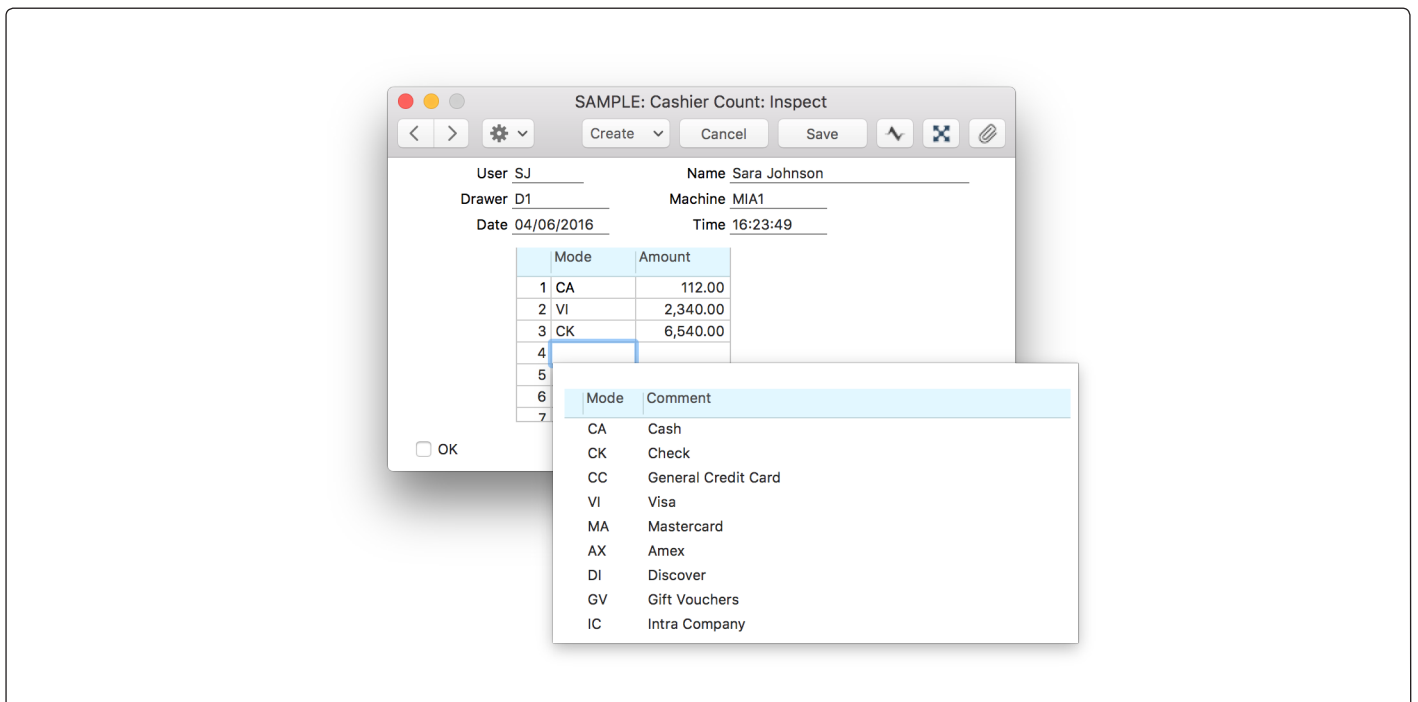 SAMPLE: Cashier Count: Inspect
Create Cancel Save
User SJ Name Sara Johnson
Drawer D1 Machine MIA1
Date 04/06/2016 Time 16:23:49
Mode Amount
1 CA 112.00
2 VI 2,340.00
3 CK 6,540.00
4
5
6
7
OK
Mode Comment
CA Cash
CK Check
CC General Credit Card
VI Visa
MA Mastercard
AX Amex
DI Discover
GV Gift Vouchers
IC Intra Company